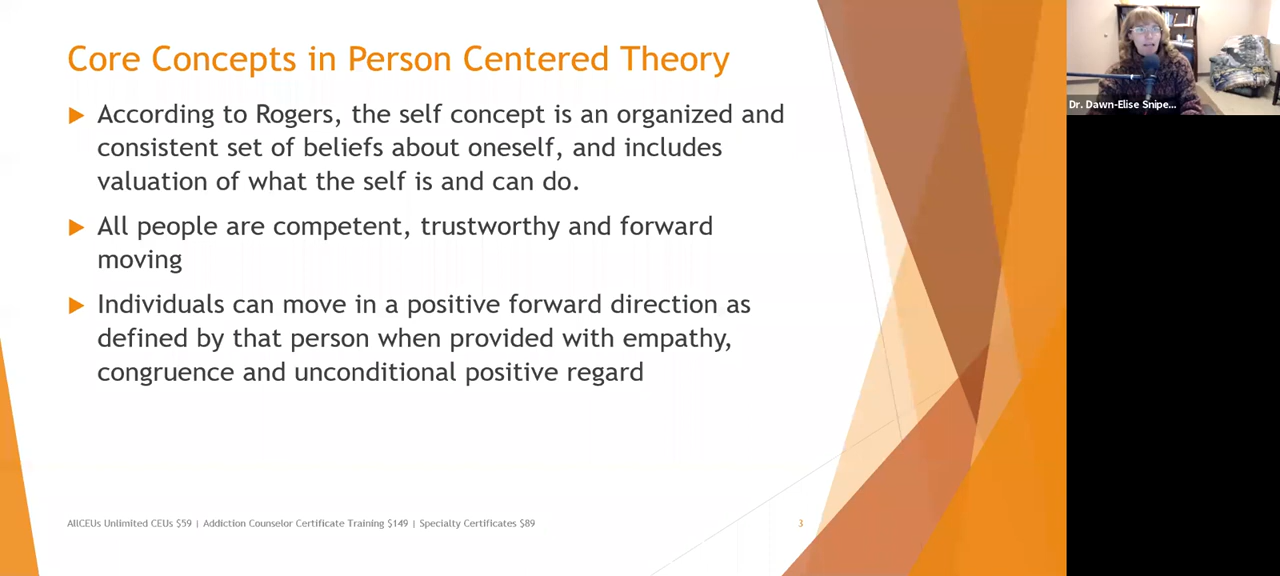 Core Concepts in Person Centered Theory
According to Rogers, the self concept is an organized and
consistent set of beliefs about oneself, and includes
valuation of what the self is and can do.
All people are competent, trustworthy and forward
moving
Individuals can move in a positive forward direction as
defined by that person when provided with empathy,
congruence and unconditional positive regard
AllCEUs Unlimited CEUs $59 | Addiction Counselor Certificate Training $149 | Specialty Certificates $89
3
Dr. Dawn-Elise Snipe...